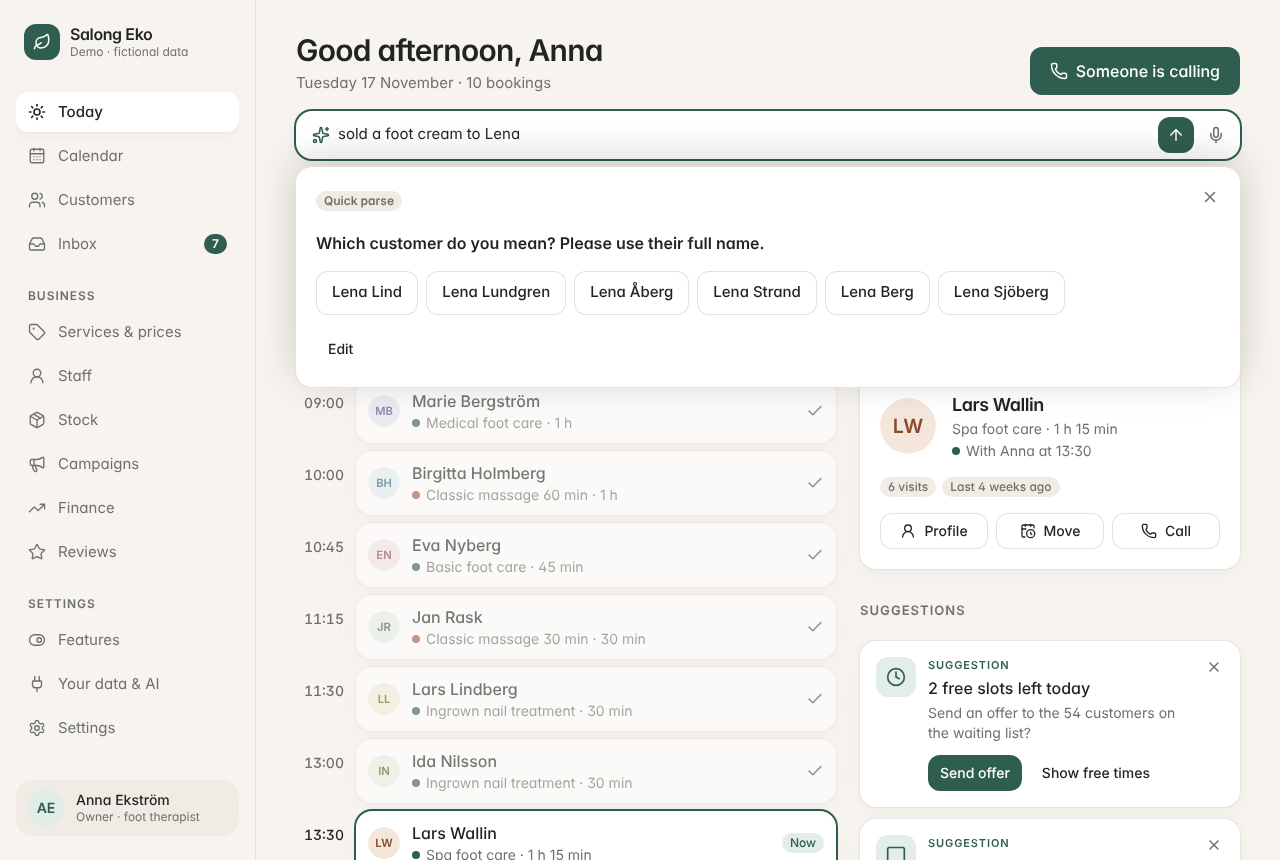 Salong Eko
Demo · fictional data
Today
Calendar
Customers
Inbox 7
BUSINESS
Services & prices
Staff
Stock
Campaigns
Finance
Reviews
SETTINGS
Features
Your data & AI
Settings
AE
Anna Ekström
Owner · foot therapist
Good afternoon, Anna
Tuesday 17 November · 10 bookings
Someone is calling
sold a foot cream to Lena
Quick parse
Which customer do you mean? Please use their full name.
Lena Lind
Lena Lundgren
Lena Åberg
Lena Strand
Lena Berg
Lena Sjöberg
Edit
09:00
MB
Marie Bergström
Medical foot care · 1 h
10:00
BH
Birgitta Holmberg
Classic massage 60 min · 1 h
10:45
EN
Eva Nyberg
Basic foot care · 45 min
11:15
JR
Jan Rask
Classic massage 30 min · 30 min
11:30
LL
Lars Lindberg
Ingrown nail treatment · 30 min
13:00
IN
Ida Nilsson
Ingrown nail treatment · 30 min
13:30
LW
Lars Wallin
Spa foot care · 1 h 15 min
Now
LW
Lars Wallin
Spa foot care · 1 h 15 min
With Anna at 13:30
6 visits
Last 4 weeks ago
Profile
Move
Call
SUGGESTIONS
SUGGESTION
2 free slots left today
Send an offer to the 54 customers on
the waiting list?
Send offer
Show free times
SUGGESTION